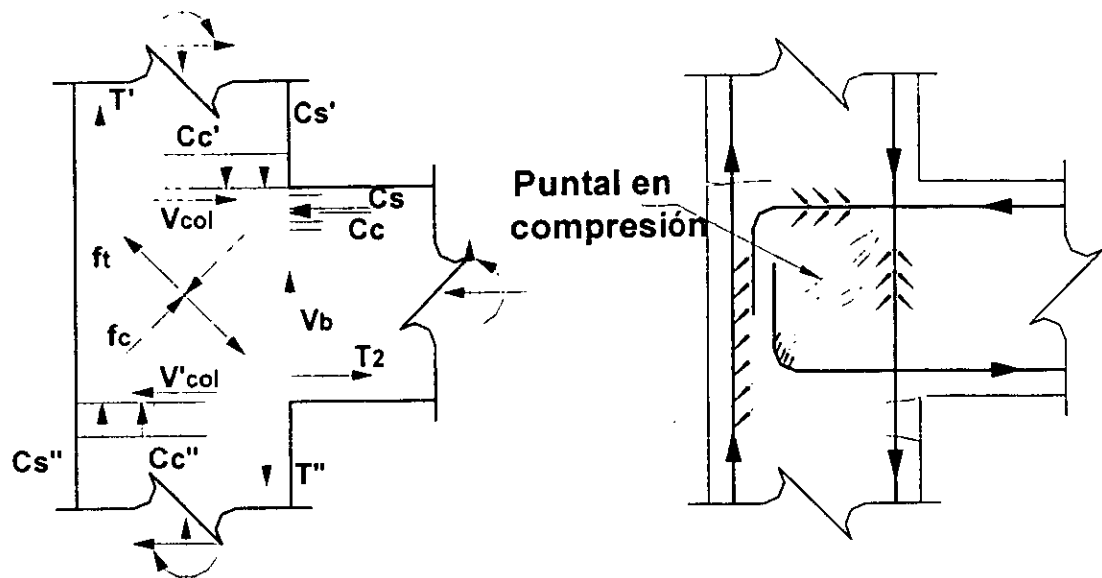 T'
Cs'
Cc'
Cs
Vcol
Cc
ft
Vb
fc
T2
V'col
Cs"
Cc"
T"
Puntal en
compresión